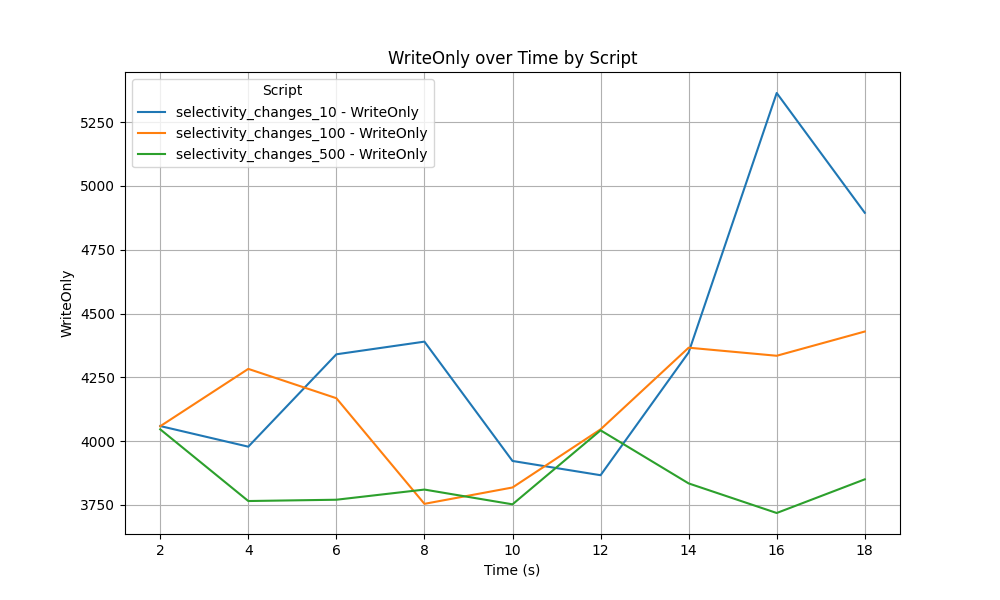 WriteOnly over Time by Script
Script
selectivity_changes_10 - WriteOnly
selectivity_changes_100 - WriteOnly
selectivity_changes_500 - WriteOnly
WriteOnly
5250
5000
4750
4500
4250
4000
3750
2 4 6 8 10 12 14 16 18
Time (s)